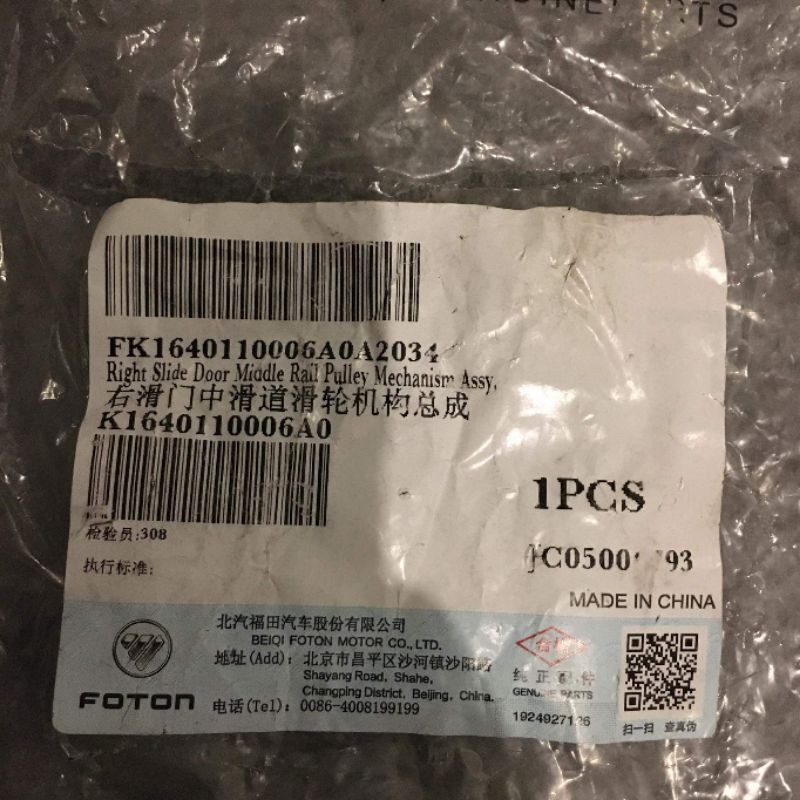 FK1640110006A0A2034
Right Slide Door Middle Rail Pulley Mechanism Assy,
右滑门中滑道滑轮机构总成
K1640110006A0
1PCS
检验员:308
执行标准:
MADE IN CHINA
北汽福田汽车股份有限公司
BEIQI FOTON MOTOR CO., LTD.
地址(Add): 北京市昌平区沙河镇沙阳路
Shayang Road, Shahe,
Changping District, Beijing, China.
电话(Tel): 0086-4008199199
FOTON
纯正配件
GENUINE PARTS
扫一扫 查真伪